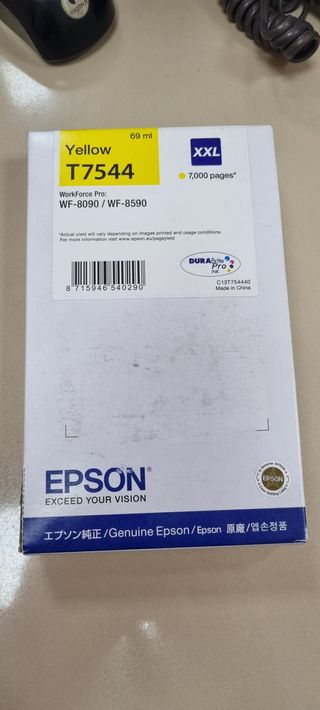 69 ml
Yellow
T7544
XXL
7,000 pages*
WorkForce Pro:
WF-8090 / WF-8590
*Actual yield will vary depending on images printed and usage conditions.
For more information visit www.epson.eu/pageyield
DURABrite
Pro
INK
8 715946 540290
C13T754440
Made in China
EPSON®
EXCEED YOUR VISION
EPSON
エプソン純正/Genuine Epson/Epson 原廠/엡손정품